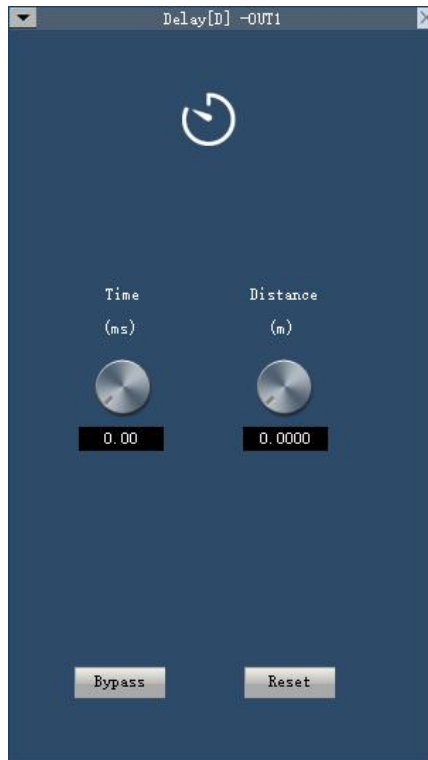 Delay[D] -OUT1
Time Distance
(ms) (m)
0.00 0.0000
Bypass Reset